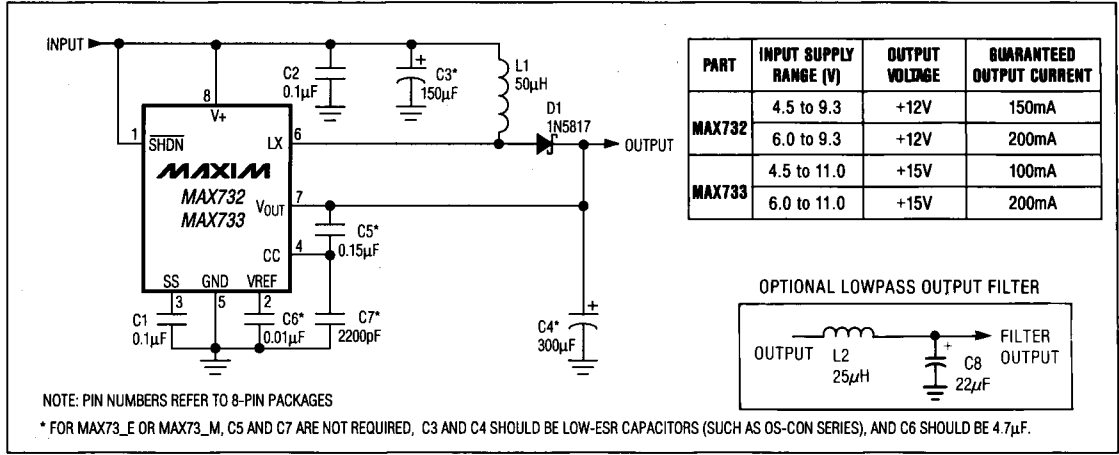 INPUT
C2
0.1μF
C3*
150μF
+
L1
50μH
D1
1N5817
OUTPUT
8
V+
1
SHDN
LX
6
MAXIM
MAX732
MAX733
VOUT
7
C5*
0.15μF
CC
4
SS
GND
VREF
3
5
2
C1
0.1μF
C6*
0.01μF
C7*
2200pF
C4*
300μF
+
PART
INPUT SUPPLY RANGE (V)
OUTPUT VOLTAGE
GUARANTEED OUTPUT CURRENT
MAX732
4.5 to 9.3 +12V 150mA
6.0 to 9.3 +12V 200mA
MAX733
4.5 to 11.0 +15V 100mA
6.0 to 11.0 +15V 200mA
OPTIONAL LOWPASS OUTPUT FILTER
OUTPUT
L2
25μH
+
C8
22μF
FILTER
OUTPUT
NOTE: PIN NUMBERS REFER TO 8-PIN PACKAGES
* FOR MAX73_E OR MAX73_M, C5 AND C7 ARE NOT REQUIRED, C3 AND C4 SHOULD BE LOW-ESR CAPACITORS (SUCH AS OS-CON SERIES), AND C6 SHOULD BE 4.7μF.